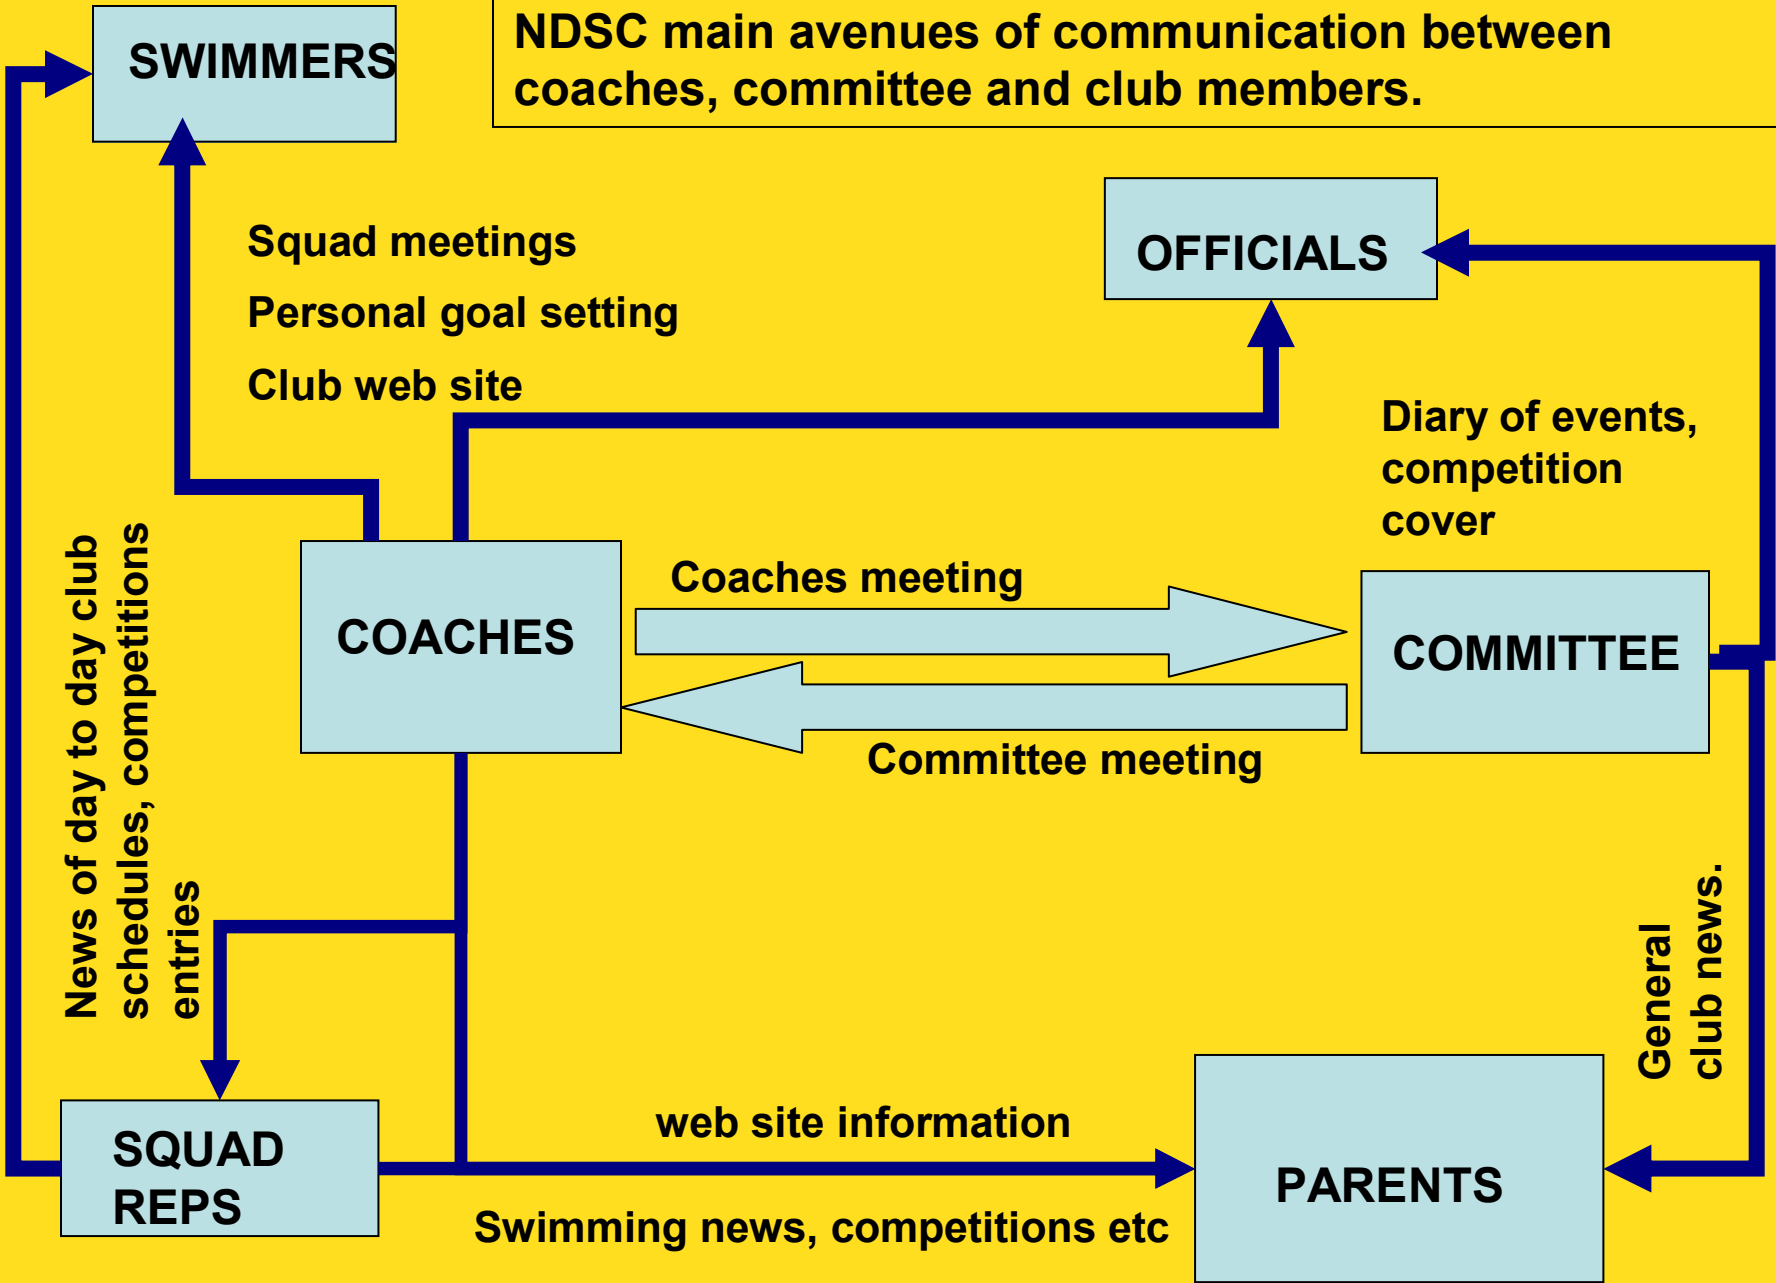 SWIMMERS
NDSC main avenues of communication between
coaches, committee and club members.
Squad meetings
Personal goal setting
Club web site
OFFICIALS
Diary of events,
competition
cover
News of day to day club
schedules, competitions
entries
COACHES
Coaches meeting
COMMITTEE
Committee meeting
General
club news.
SQUAD
REPS
web site information
Swimming news, competitions etc
PARENTS